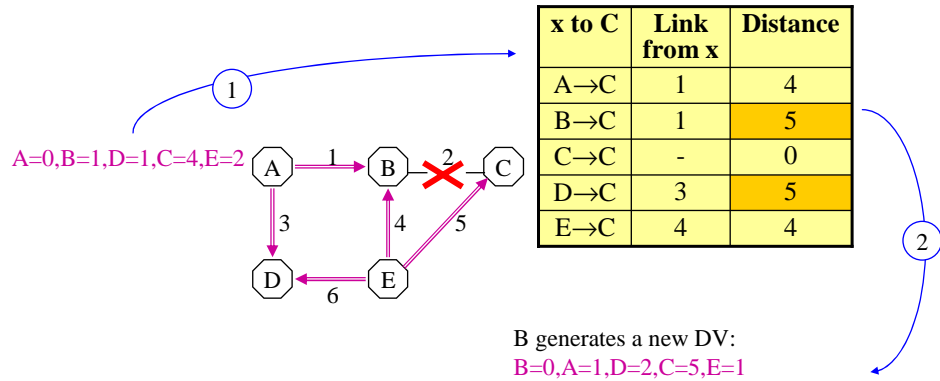 x to C Link from x Distance
A→C 1 4
B→C 1 5
C→C - 0
D→C 3 5
E→C 4 4
1
A=0,B=1,D=1,C=4,E=2
A 1 B 2 C
3 4 5
D 6 E
2
B generates a new DV:
B=0,A=1,D=2,C=5,E=1